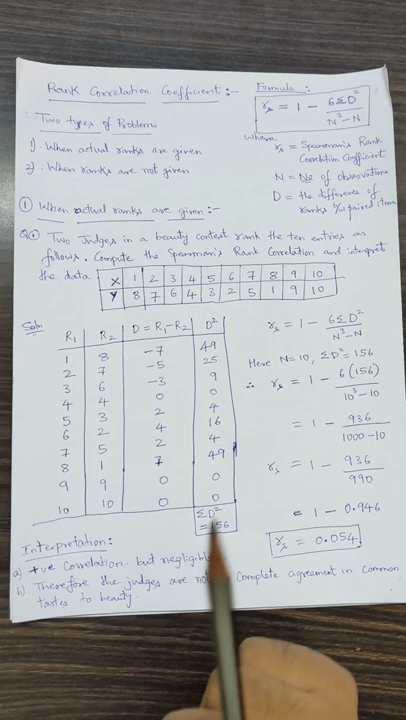 Rank Correlation Coefficient :-
Formula:
r_s = 1 - 6ΣD² / N³-N
Two types of Problems
1). When actual ranks are given
2). When ranks are not given
Where
r_s = Spearman's Rank
Correlation Coefficient
N = No of observations
D = the difference of
ranks b/w paired items
① When actual ranks are given :-
Q① Two Judges in a beauty contest rank the ten entries as
follows. Compute the Spearman's Rank Correlation and interpret
the data
X 1 2 3 4 5 6 7 8 9 10
Y 8 7 6 4 3 2 5 1 9 10
Soln
R₁ R₂ D = R₁-R₂ D²
1 8 -7 49
2 7 -5 25
3 6 -3 9
4 4 0 0
5 3 2 4
6 2 4 16
7 5 2 4
8 1 7 49
9 9 0 0
10 10 0 0
ΣD²
= 156
r_s = 1 - 6ΣD² / N³-N
Here N=10, ΣD²=156
∴ r_s = 1 - 6(156) / 10³-10
= 1 - 936 / 1000-10
r_s = 1 - 936 / 990
= 1 - 0.946
r_s = 0.054
Interpretation:
a) +ve Correlation but negligible
b) Therefore the judges are not Complete agreement in Common
tastes to beauty.